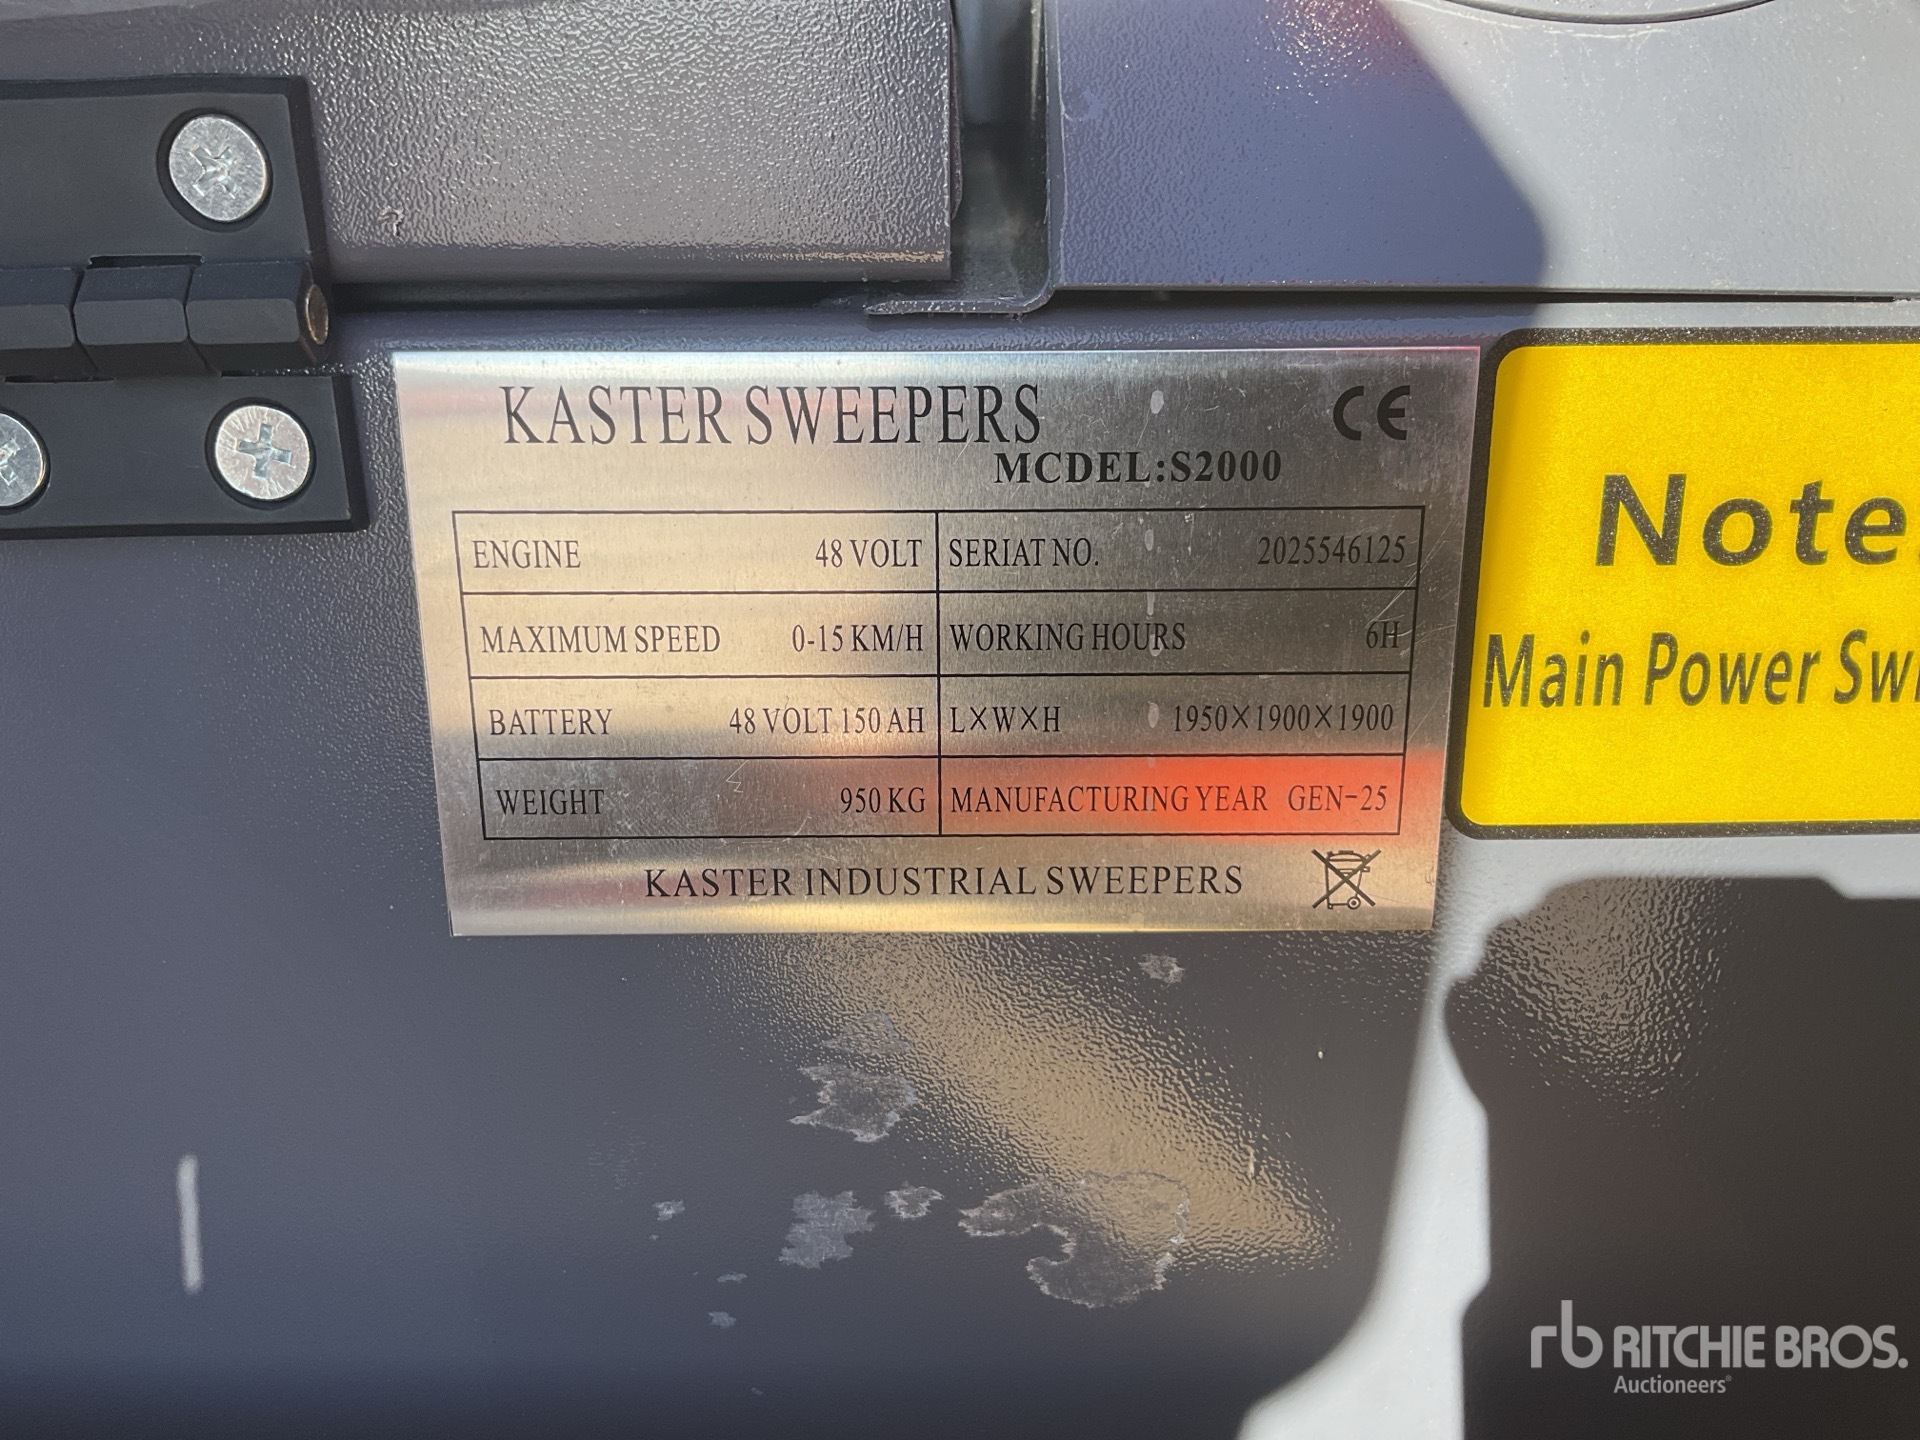 KASTER SWEEPERS CE
MCDEL:S2000
ENGINE 48 VOLT SERIAT NO. 2025546125
MAXIMUM SPEED 0-15 KM/H WORKING HOURS 6H
BATTERY 48 VOLT 150 AH L×W×H 1950×1900×1900
WEIGHT 950 KG MANUFACTURING YEAR GEN-25
KASTER INDUSTRIAL SWEEPERS
Note
Main Power
rb RITCHIE BROS.
Auctioneers